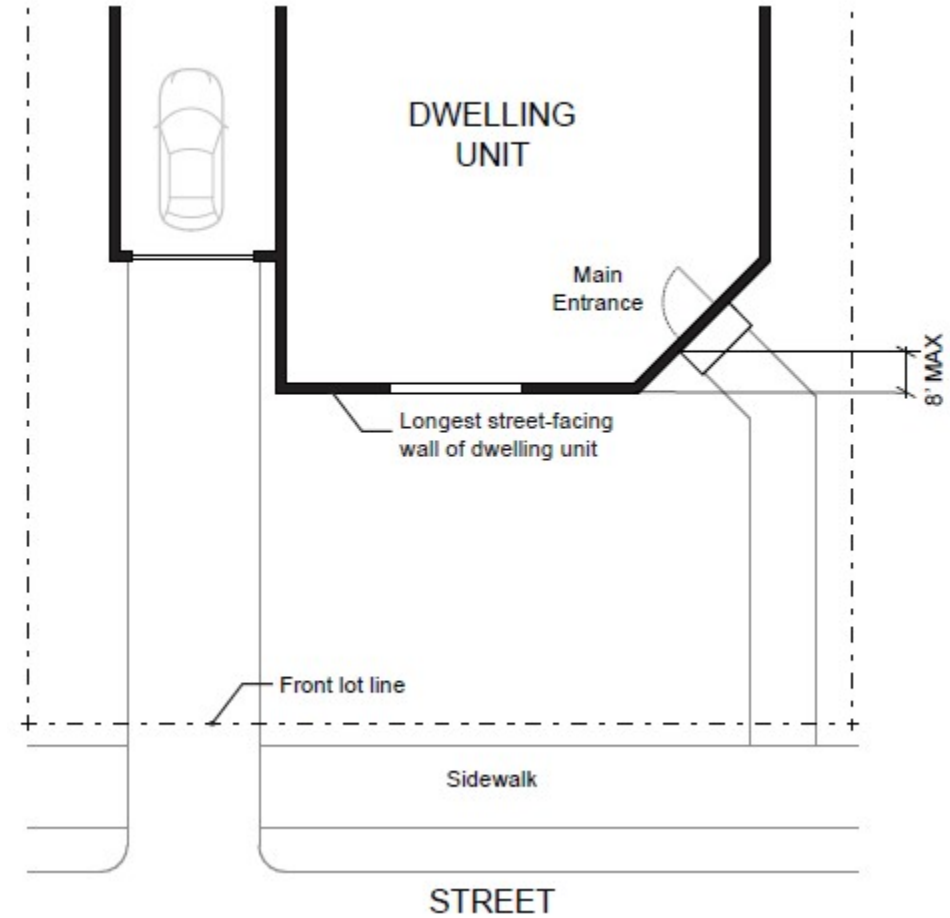 DWELLING
UNIT
Main
Entrance
8' MAX
Longest street-facing
wall of dwelling unit
Front lot line
Sidewalk
STREET